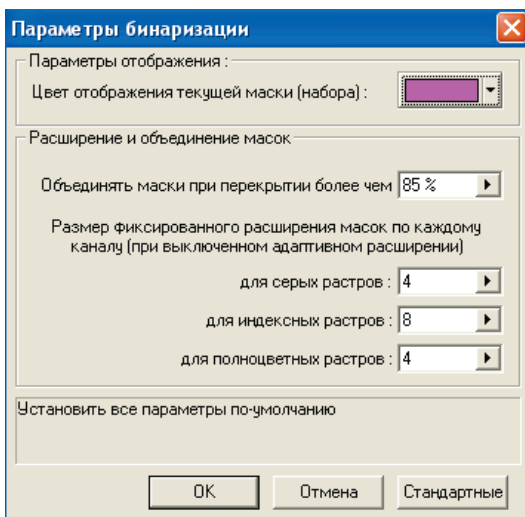 Параметры бинаризации
Параметры отображения :
Цвет отображения текущей маски (набора) :
Расширение и объединение масок
Объединять маски при перекрытии более чем 85 %
Размер фиксированного расширения масок по каждому
каналу (при выключенном адаптивном расширении)
для серых растров : 4
для индексных растров : 8
для полноцветных растров : 4
Установить все параметры по-умолчанию
OK Отмена Стандартные